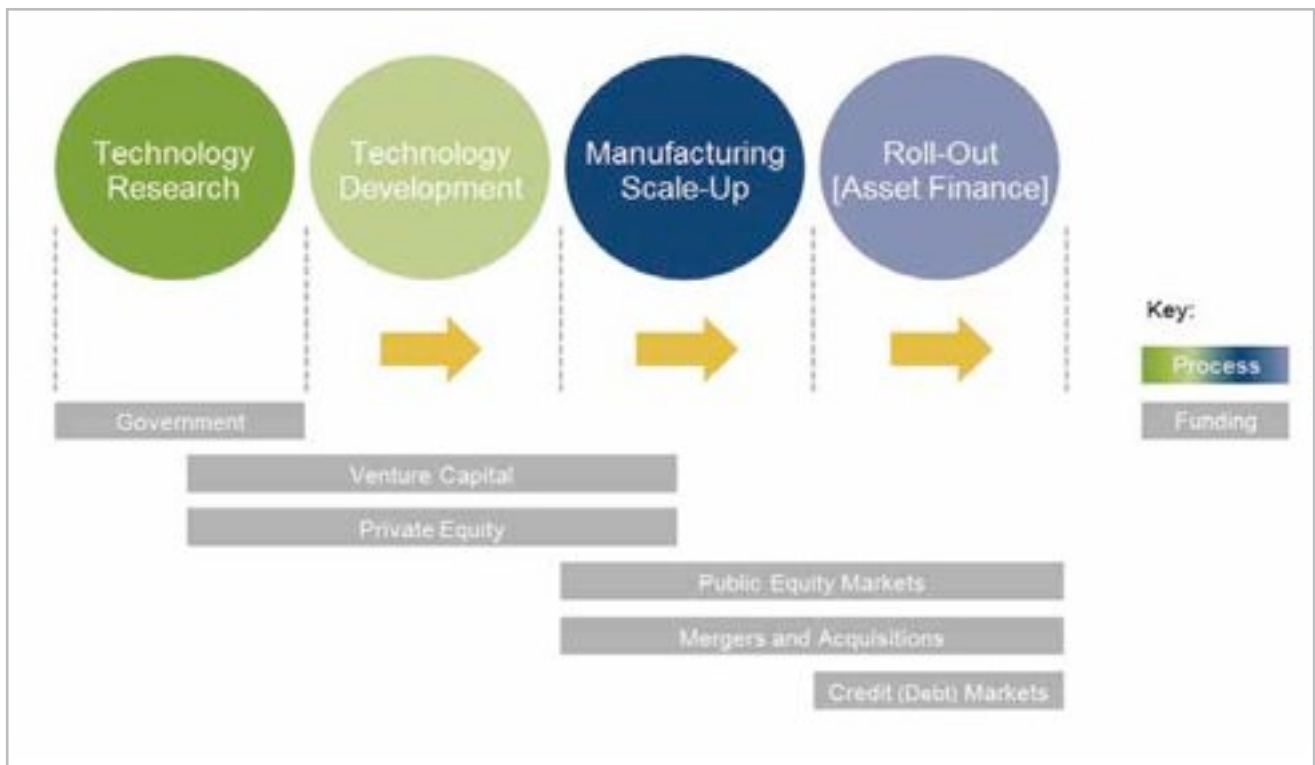 Technology
Research
Technology
Development
Manufacturing
Scale-Up
Roll-Out
[Asset Finance]
Key:
Process
Funding
Government
Venture Capital
Private Equity
Public Equity Markets
Mergers and Acquisitions
Credit (Debt) Markets